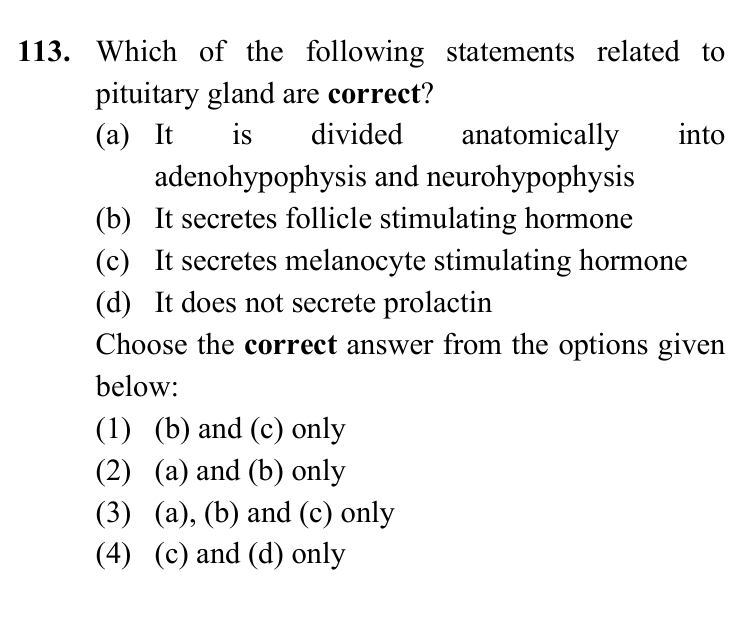 113. Which of the following statements related to
pituitary gland are correct?
(a) It is divided anatomically into
adenohypophysis and neurohypophysis
(b) It secretes follicle stimulating hormone
(c) It secretes melanocyte stimulating hormone
(d) It does not secrete prolactin
Choose the correct answer from the options given
below:
(1) (b) and (c) only
(2) (a) and (b) only
(3) (a), (b) and (c) only
(4) (c) and (d) only